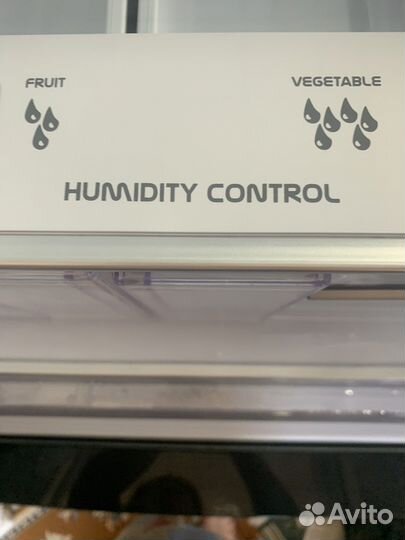 FRUIT VEGETABLE
HUMIDITY CONTROL
Avito